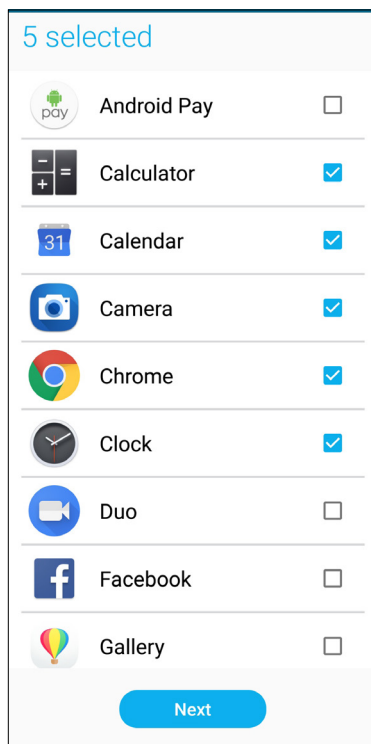 5 selected
pay
Android Pay
Calculator
31
Calendar
Camera
Chrome
Clock
Duo
f
Facebook
Gallery
Next